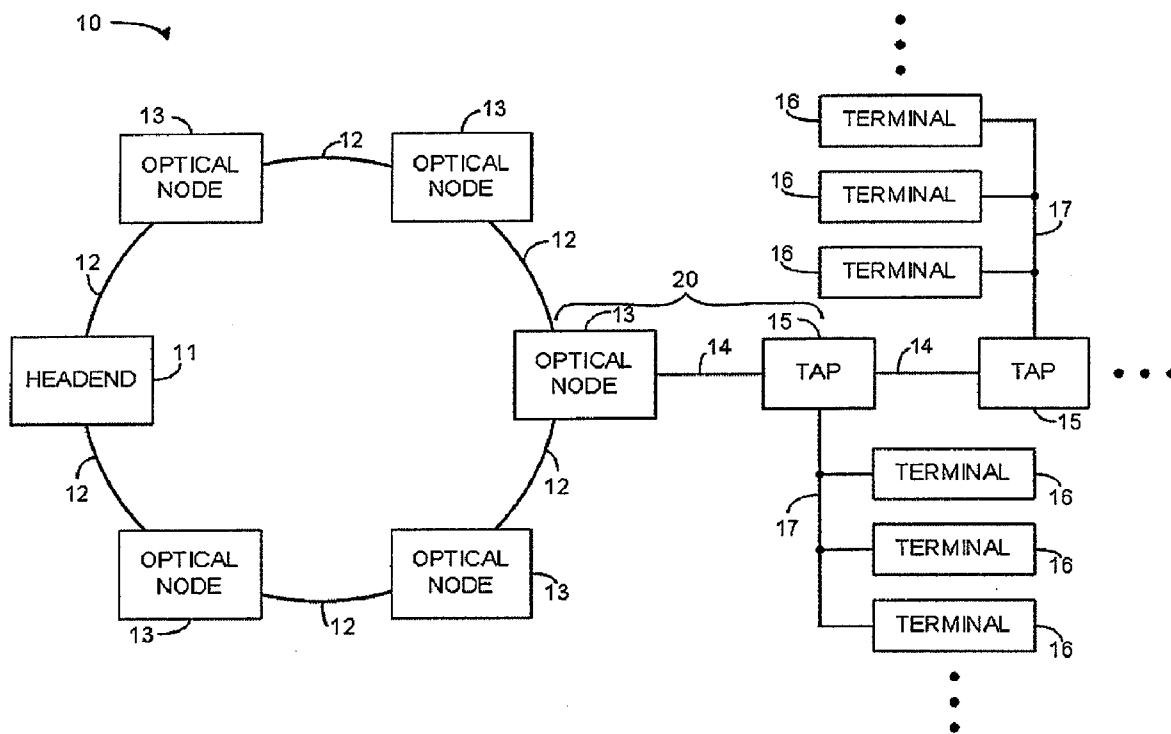 10
13
13
16
TERMINAL
OPTICAL
NODE
12
OPTICAL
NODE
16
TERMINAL
17
12
12
16
TERMINAL
20
11
13
15
HEADEND
OPTICAL
NODE
14
TAP
14
TAP
15
12
12
TERMINAL
16
17
OPTICAL
NODE
OPTICAL
NODE
TERMINAL
16
13
12
13
TERMINAL
16